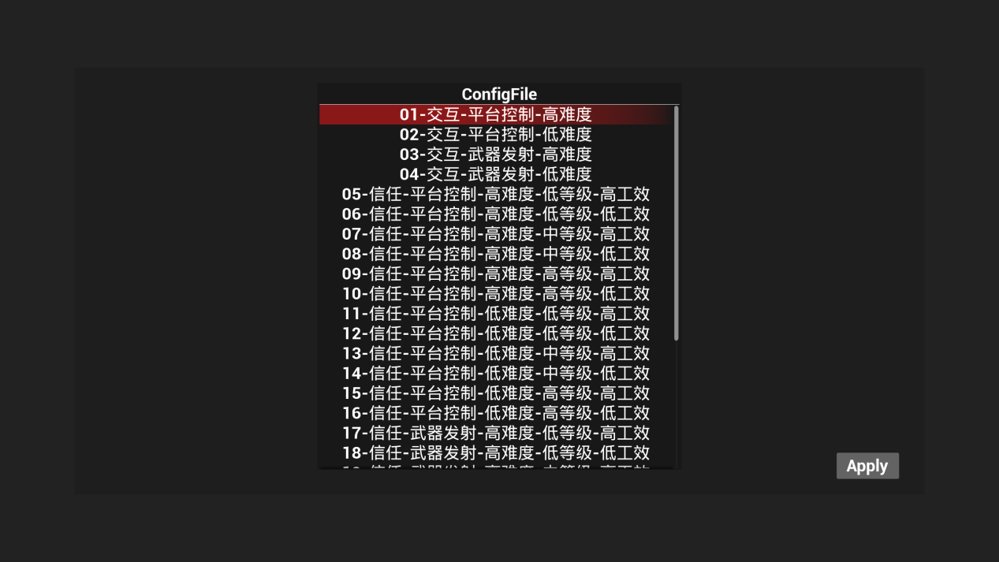 ConfigFile
01-交互-平台控制-高难度
02-交互-平台控制-低难度
03-交互-武器发射-高难度
04-交互-武器发射-低难度
05-信任-平台控制-高难度-低等级-高工效
06-信任-平台控制-高难度-低等级-低工效
07-信任-平台控制-高难度-中等级-高工效
08-信任-平台控制-高难度-中等级-低工效
09-信任-平台控制-高难度-高等级-高工效
10-信任-平台控制-高难度-高等级-低工效
11-信任-平台控制-低难度-低等级-高工效
12-信任-平台控制-低难度-低等级-低工效
13-信任-平台控制-低难度-中等级-高工效
14-信任-平台控制-低难度-中等级-低工效
15-信任-平台控制-低难度-高等级-高工效
16-信任-平台控制-低难度-高等级-低工效
17-信任-武器发射-高难度-低等级-高工效
18-信任-武器发射-高难度-低等级-低工效
Apply